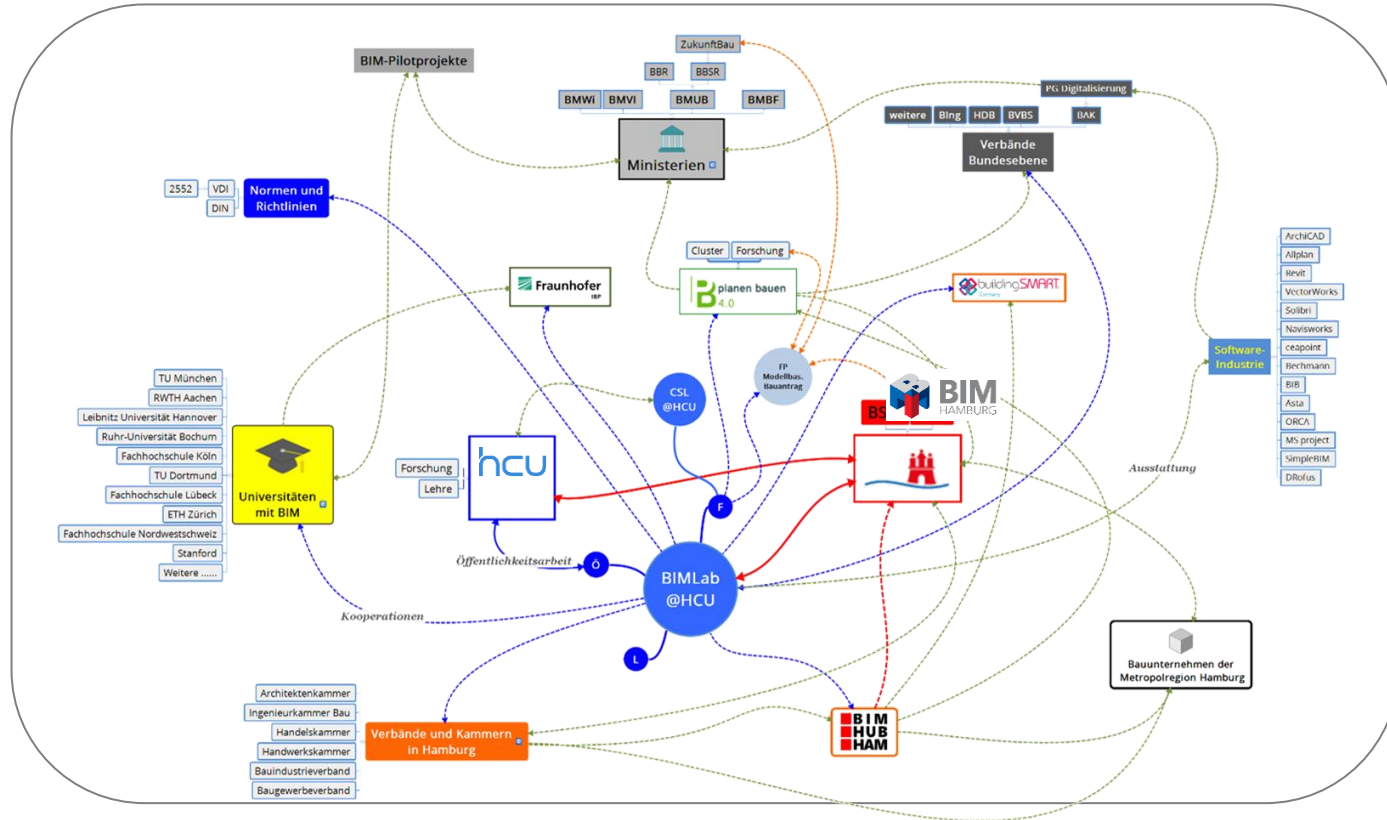 ZukunftBau
BIM-Pilotprojekte
BBR
BBSR
PG Digitalisierung
BMWi
BMVI
BMUB
BMBF
weitere
BIng
HDB
BVBS
BAK
Ministerien
Verbände
Bundesebene
2552
VDI
DIN
Normen und
Richtlinien
ArchiCAD
Allplan
Revit
VectorWorks
Solibri
Navisworks
ceapoint
Bechmann
BIB
Asta
ORCA
MS project
SimpleBIM
DRofus
Software-
Industrie
Cluster
Forschung
Fraunhofer
IBP
B planen bauen
4.0
buildingSMART
Germany
FP
Modellbas.
Bauantrag
CSL
@HCU
BIM
HAMBURG
BS
TU München
RWTH Aachen
Leibnitz Universität Hannover
Ruhr-Universität Bochum
Fachhochschule Köln
TU Dortmund
Fachhochschule Lübeck
ETH Zürich
Fachhochschule Nordwestschweiz
Stanford
Weitere ......
Universitäten
mit BIM
Forschung
Lehre
hcu
Ausstattung
F
Öffentlichkeitsarbeit
Ö
BIMLab
@HCU
Kooperationen
L
Bauunternehmen der
Metropolregion Hamburg
Architektenkammer
Ingenieurkammer Bau
Handelskammer
Handwerkskammer
Bauindustrieverband
Baugewerbeverband
Verbände und Kammern
in Hamburg
BIM
HUB
HAM